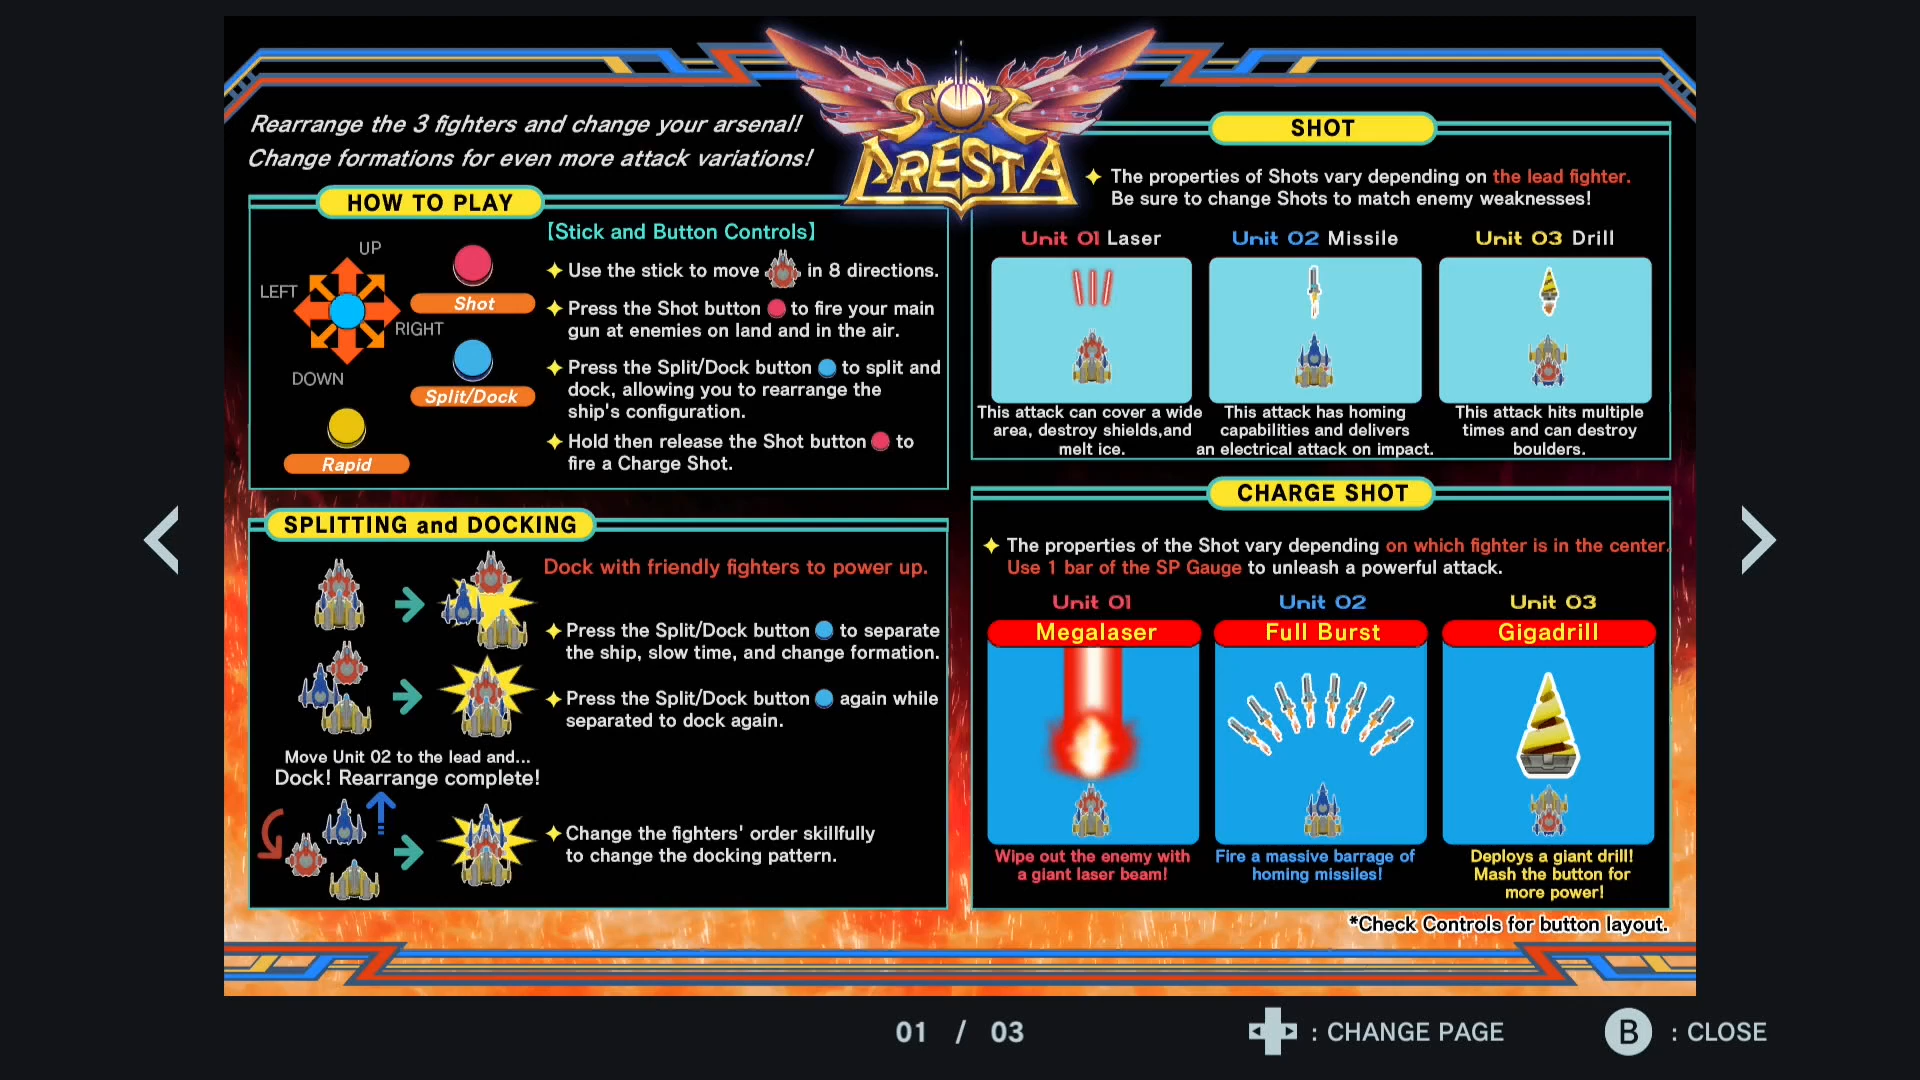 SOL
CRESTA
Rearrange the 3 fighters and change your arsenal!
Change formations for even more attack variations!
HOW TO PLAY
UP
LEFT
RIGHT
DOWN
Shot
Split/Dock
Rapid
[Stick and Button Controls]
Use the stick to move in 8 directions.
Press the Shot button to fire your main
gun at enemies on land and in the air.
Press the Split/Dock button to split and
dock, allowing you to rearrange the
ship's configuration.
Hold then release the Shot button to
fire a Charge Shot.
SPLITTING and DOCKING
Dock with friendly fighters to power up.
Press the Split/Dock button to separate
the ship, slow time, and change formation.
Press the Split/Dock button again while
separated to dock again.
Move Unit 02 to the lead and...
Dock! Rearrange complete!
Change the fighters' order skillfully
to change the docking pattern.
SHOT
The properties of Shots vary depending on the lead fighter.
Be sure to change Shots to match enemy weaknesses!
Unit 01 Laser
This attack can cover a wide
area, destroy shields,and
melt ice.
Unit 02 Missile
This attack has homing
capabilities and delivers
an electrical attack on impact.
Unit 03 Drill
This attack hits multiple
times and can destroy
boulders.
CHARGE SHOT
The properties of the Shot vary depending on which fighter is in the center.
Use 1 bar of the SP Gauge to unleash a powerful attack.
Unit 01
Megalaser
Wipe out the enemy with
a giant laser beam!
Unit 02
Full Burst
Fire a massive barrage of
homing missiles!
Unit 03
Gigadrill
Deploys a giant drill!
Mash the button for
more power!
*Check Controls for button layout.
01 / 03
: CHANGE PAGE
B : CLOSE